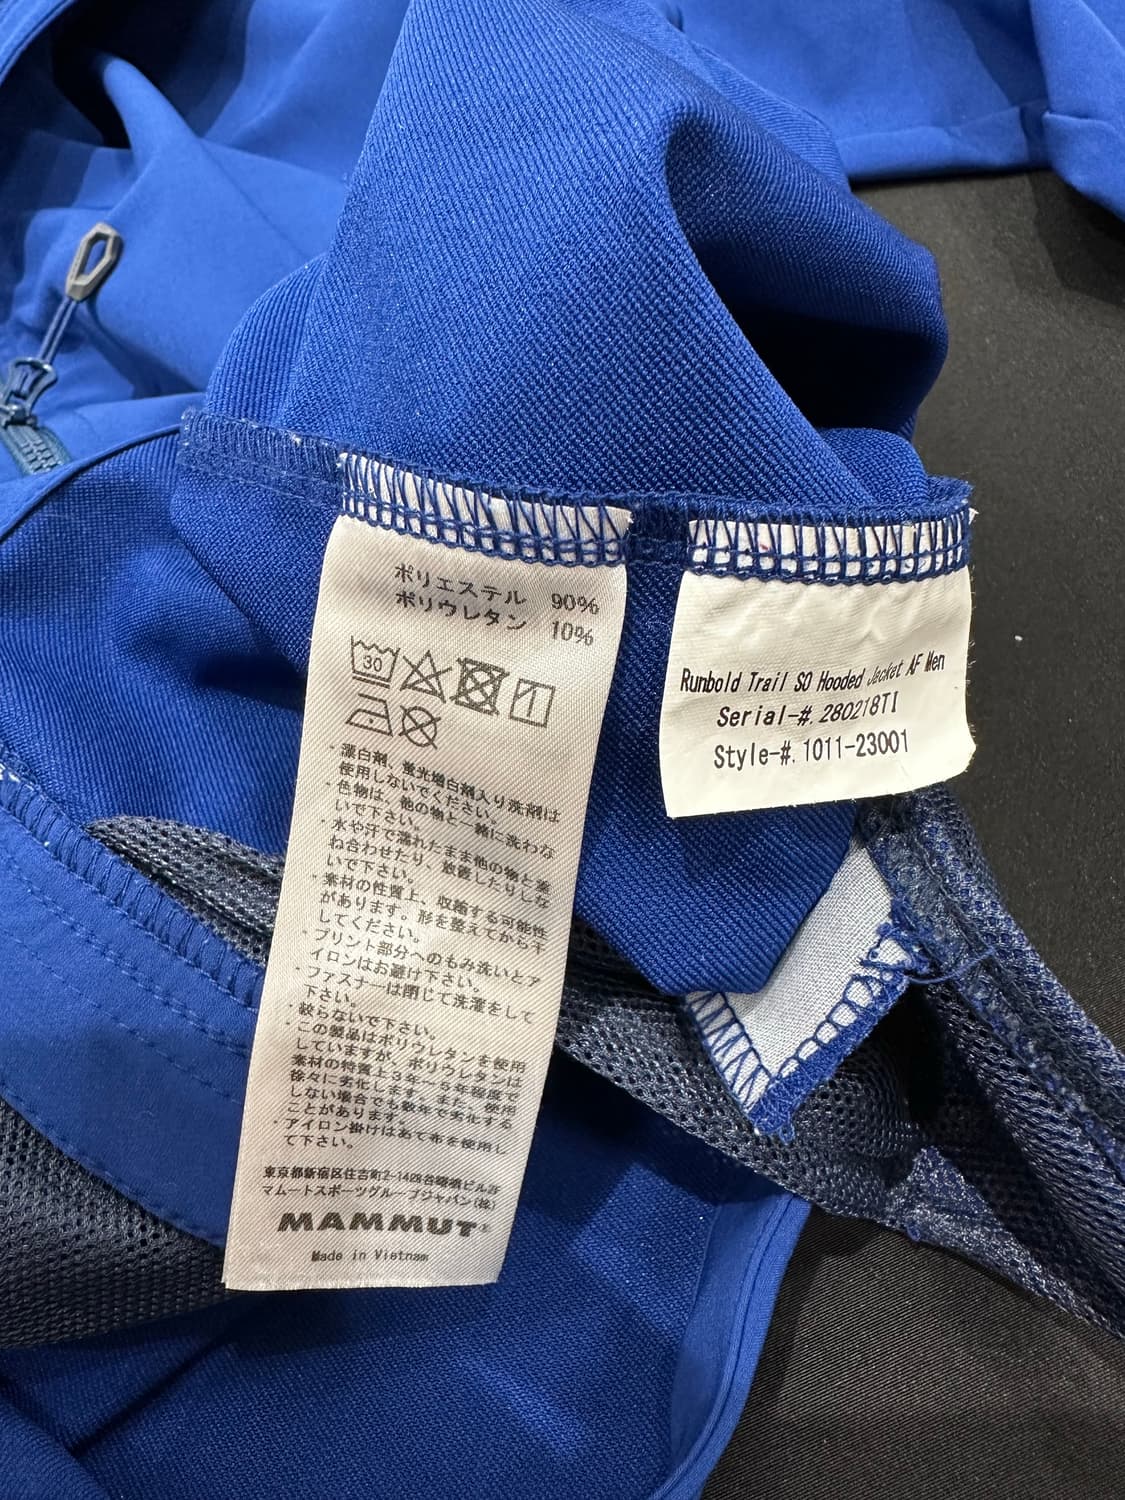 ポリエステル 90%
ポリウレタン 10%
30
・漂白剤、蛍光増白剤入り洗剤は
使用しないでください。
・色物は、他の物と一緒に洗わな
いで下さい。
・水や汗で濡れたまま他の物と重
ね合わせたり、放置したりしな
いで下さい。
・素材の性質上、収縮する可能性
があります。形を整えてから干
してください。
・プリント部分へのもみ洗いとア
イロンはお避け下さい。
・ファスナーは閉じて洗濯をして
下さい。
・絞らないで下さい。
・この製品はポリウレタンを使用
していますが、ポリウレタンは
素材の特質上3年〜5年程度で
徐々に劣化します。また、使用
しない場合でも数年で劣化する
ことがあります。
・アイロン掛けはあて布を使用し
て下さい。
東京都新宿区住吉町2-14四谷曙橋ビル2F
マムートスポーツグループジャパン(株)
MAMMUT®
Made in Vietnam
Runbold Trail SO Hooded Jacket AF Men
Serial-#. 280218TI
Style-#. 1011-23001